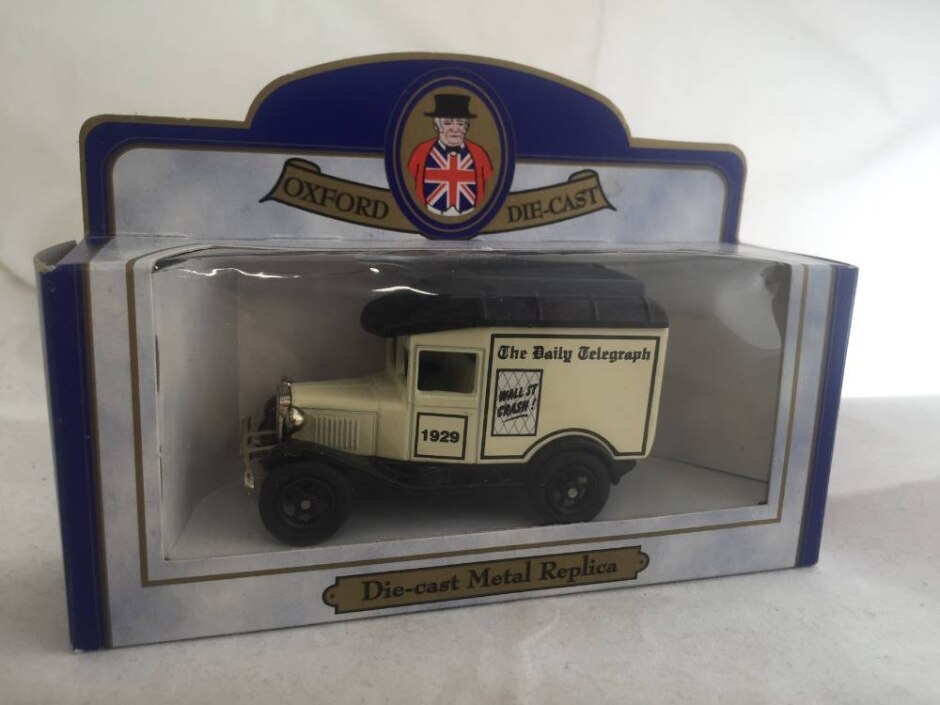 OXFORD DIE-CAST
The Daily Telegraph
WALL ST
CRASH !
1929
Die-cast Metal Replica